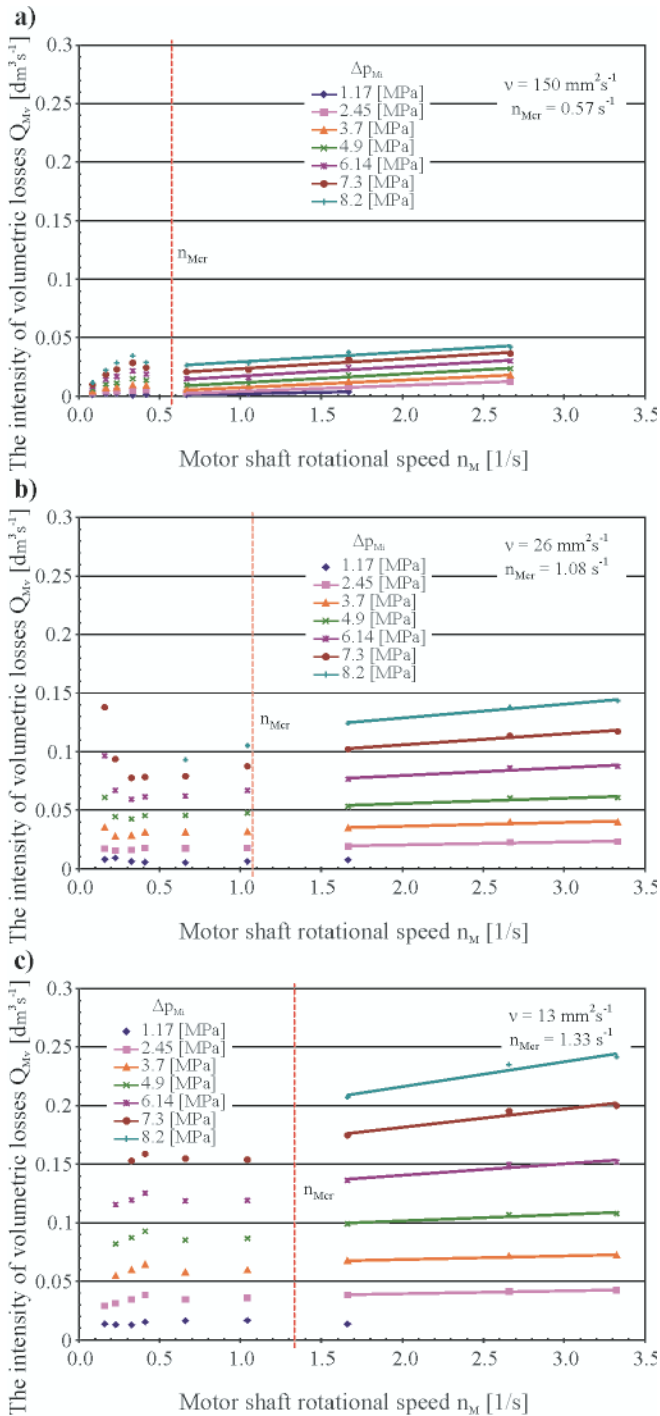 a)
The intensity of volumetric losses Q_Mv [dm³s⁻¹]
0.3
0.25
0.2
0.15
0.1
0.05
0
Δp_Mi
1.17 [MPa]
2.45 [MPa]
3.7 [MPa]
4.9 [MPa]
6.14 [MPa]
7.3 [MPa]
8.2 [MPa]
ν = 150 mm²s⁻¹
n_Mcr = 0.57 s⁻¹
n_Mcr
0.0 0.5 1.0 1.5 2.0 2.5 3.0 3.5
Motor shaft rotational speed n_M [1/s]
b)
The intensity of volumetric losses Q_Mv [dm³s⁻¹]
0.3
0.25
0.2
0.15
0.1
0.05
0
Δp_Mi
1.17 [MPa]
2.45 [MPa]
3.7 [MPa]
4.9 [MPa]
6.14 [MPa]
7.3 [MPa]
8.2 [MPa]
ν = 26 mm²s⁻¹
n_Mcr = 1.08 s⁻¹
n_Mcr
0.0 0.5 1.0 1.5 2.0 2.5 3.0 3.5
Motor shaft rotational speed n_M [1/s]
c)
The intensity of volumetric losses Q_Mv [dm³s⁻¹]
0.3
0.25
0.2
0.15
0.1
0.05
0
Δp_Mi
1.17 [MPa]
2.45 [MPa]
3.7 [MPa]
4.9 [MPa]
6.14 [MPa]
7.3 [MPa]
8.2 [MPa]
ν = 13 mm²s⁻¹
n_Mcr = 1.33 s⁻¹
n_Mcr
0.0 0.5 1.0 1.5 2.0 2.5 3.0 3.5
Motor shaft rotational speed n_M [1/s]